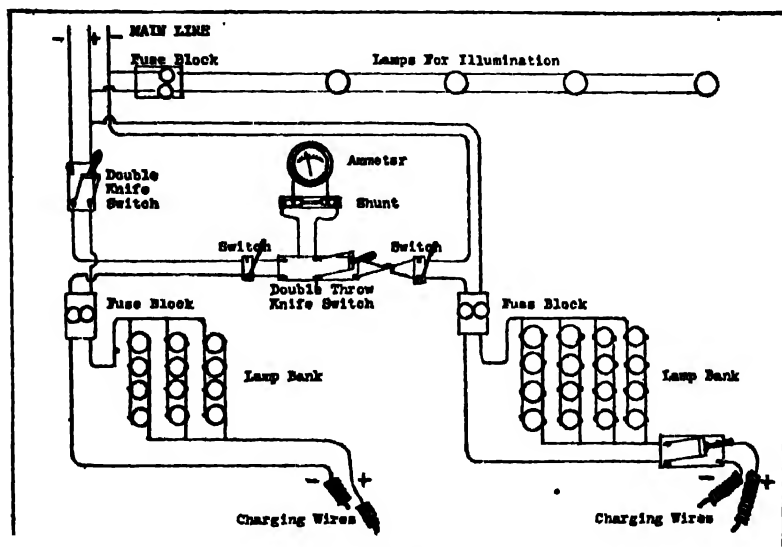 - + -
MAIN LINE
Fuse Block
Lamps For Illumination
Ammeter
Double
Knife
Switch
Shunt
Switch
Switch
Double Throw
Knife Switch
Fuse Block
Fuse Block
Lamp Bank
Lamp Bank
- +
- +
Charging Wires
Charging Wires